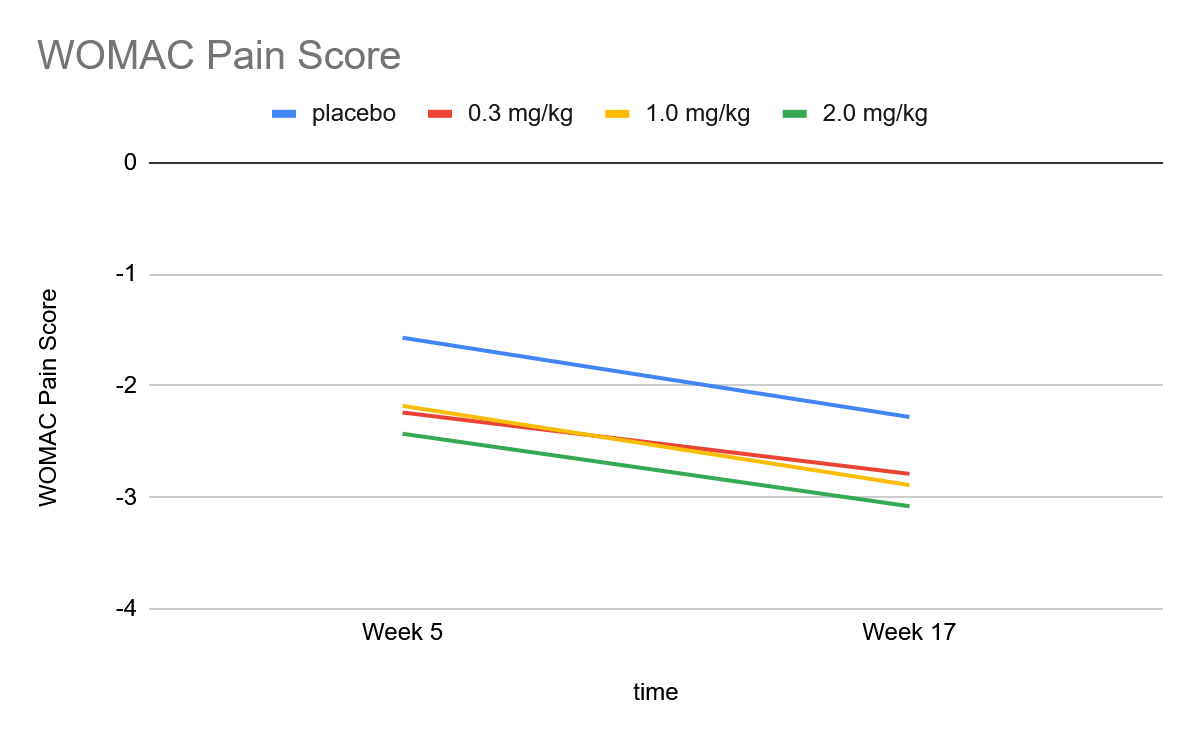 WOMAC Pain Score
placebo 0.3 mg/kg 1.0 mg/kg 2.0 mg/kg
0
-1
-2
-3
-4
WOMAC Pain Score
Week 5 Week 17
time